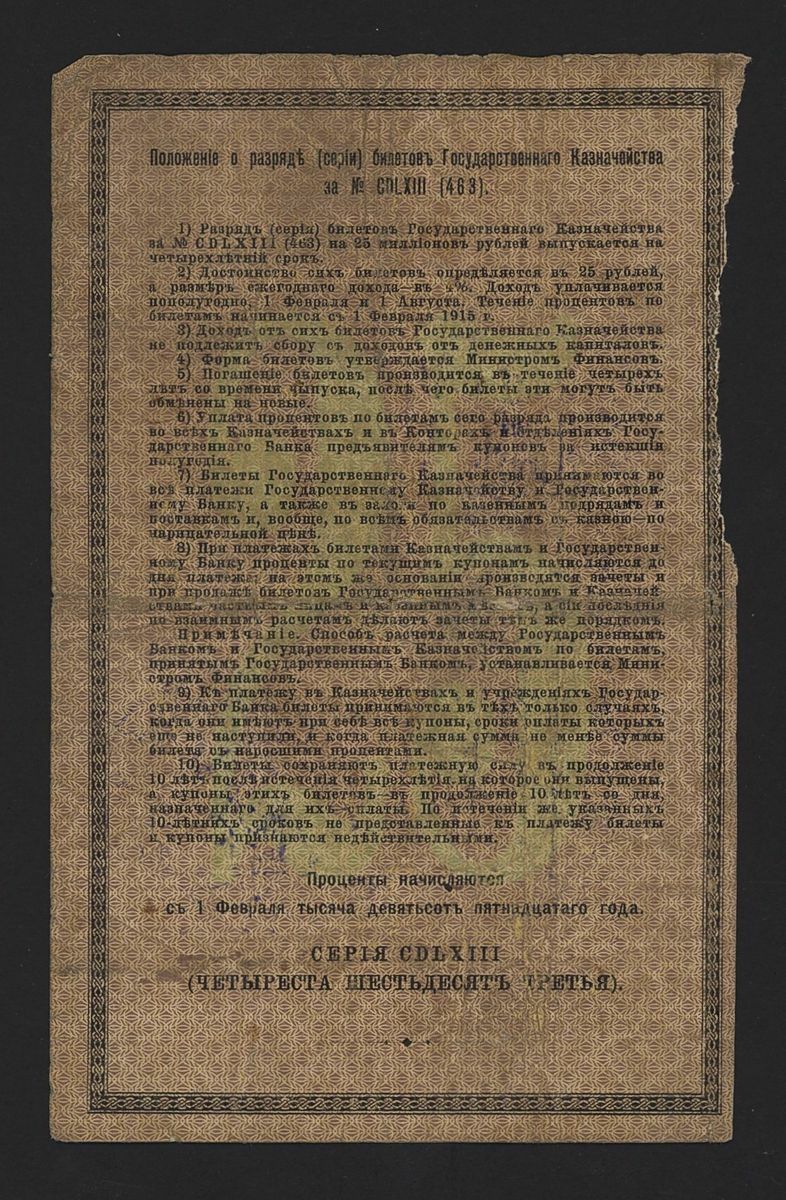 Положеніе о разрядѣ (серіи) билетовъ Государственнаго Казначейства
за № CDLXIII (463).
1) Разрядъ (серія) билетовъ Государственнаго Казначейства
за № CDLXIII (463) на 25 милліоновъ рублей выпускается на
четырехлѣтній срокъ.
2) Достоинство сихъ билетовъ опредѣляется въ 25 рублей,
а размѣръ ежегоднаго дохода—въ 4%. Доходъ уплачивается
пополугодно, 1 Февраля и 1 Августа. Теченіе процентовъ по
билетамъ начинается съ 1 Февраля 1915 г.
3) Доходъ отъ сихъ билетовъ Государственнаго Казначейства
не подлежитъ сбору съ доходовъ отъ денежныхъ капиталовъ.
4) Форма билетовъ утверждается Министромъ Финансовъ.
5) Погашеніе билетовъ производится въ теченіе четырехъ
лѣтъ со времени выпуска, послѣ чего билеты эти могутъ быть
обмѣнены на новые.
6) Уплата процентовъ по билетамъ сего разряда производится
во всѣхъ Казначействахъ и въ Конторахъ и Отдѣленіяхъ Госу-
дарственнаго Банка предъявителямъ купоновъ за истекшія
полугодія.
7) Билеты Государственнаго Казначейства принимаются во
всѣ платежи Государственному Казначейству и Государствен-
ному Банку, а также въ залоги по казеннымъ подрядамъ и
поставкамъ и, вообще, по всѣмъ обязательствамъ съ казною—по
нарицательной цѣнѣ.
8) При платежахъ билетами Казначействамъ и Государствен-
ному Банку проценты по текущимъ купонамъ начисляются до
дня платежа; на этомъ же основаніи производятся зачеты и
при продажѣ билетовъ Государственнымъ Банкомъ и Казначей-
ствами частнымъ лицамъ и казеннымъ мѣстамъ, а сіи послѣднія
по взаимнымъ расчетамъ дѣлаютъ зачеты тѣмъ же порядкомъ.
Примѣчаніе. Способъ расчета между Государственнымъ
Банкомъ и Государственнымъ Казначействомъ по билетамъ,
принятымъ Государственнымъ Банкомъ, устанавливается Мини-
стромъ Финансовъ.
9) Къ платежу въ Казначействахъ и учрежденіяхъ Государ-
ственнаго Банка билеты принимаются въ тѣхъ только случаяхъ,
когда они имѣютъ при себѣ всѣ купоны, сроки оплаты которыхъ
еще не наступили, и когда платежная сумма не менѣе суммы
билета съ наросшими процентами.
10) Билеты сохраняютъ платежную силу въ продолженіе
10 лѣтъ послѣ истеченія четырехлѣтія, на которое они выпущены,
а купоны этихъ билетовъ—въ продолженіе 10 лѣтъ со дня,
назначеннаго для ихъ оплаты. По истеченіи же указанныхъ
10-лѣтнихъ сроковъ не представленные къ платежу билеты
и купоны признаются недѣйствительными.
Проценты начисляются
съ 1 Февраля тысяча девятьсотъ пятнадцатаго года.
СЕРІЯ CDLXIII
(ЧЕТЫРЕСТА ШЕСТЬДЕСЯТЪ ТРЕТЬЯ).